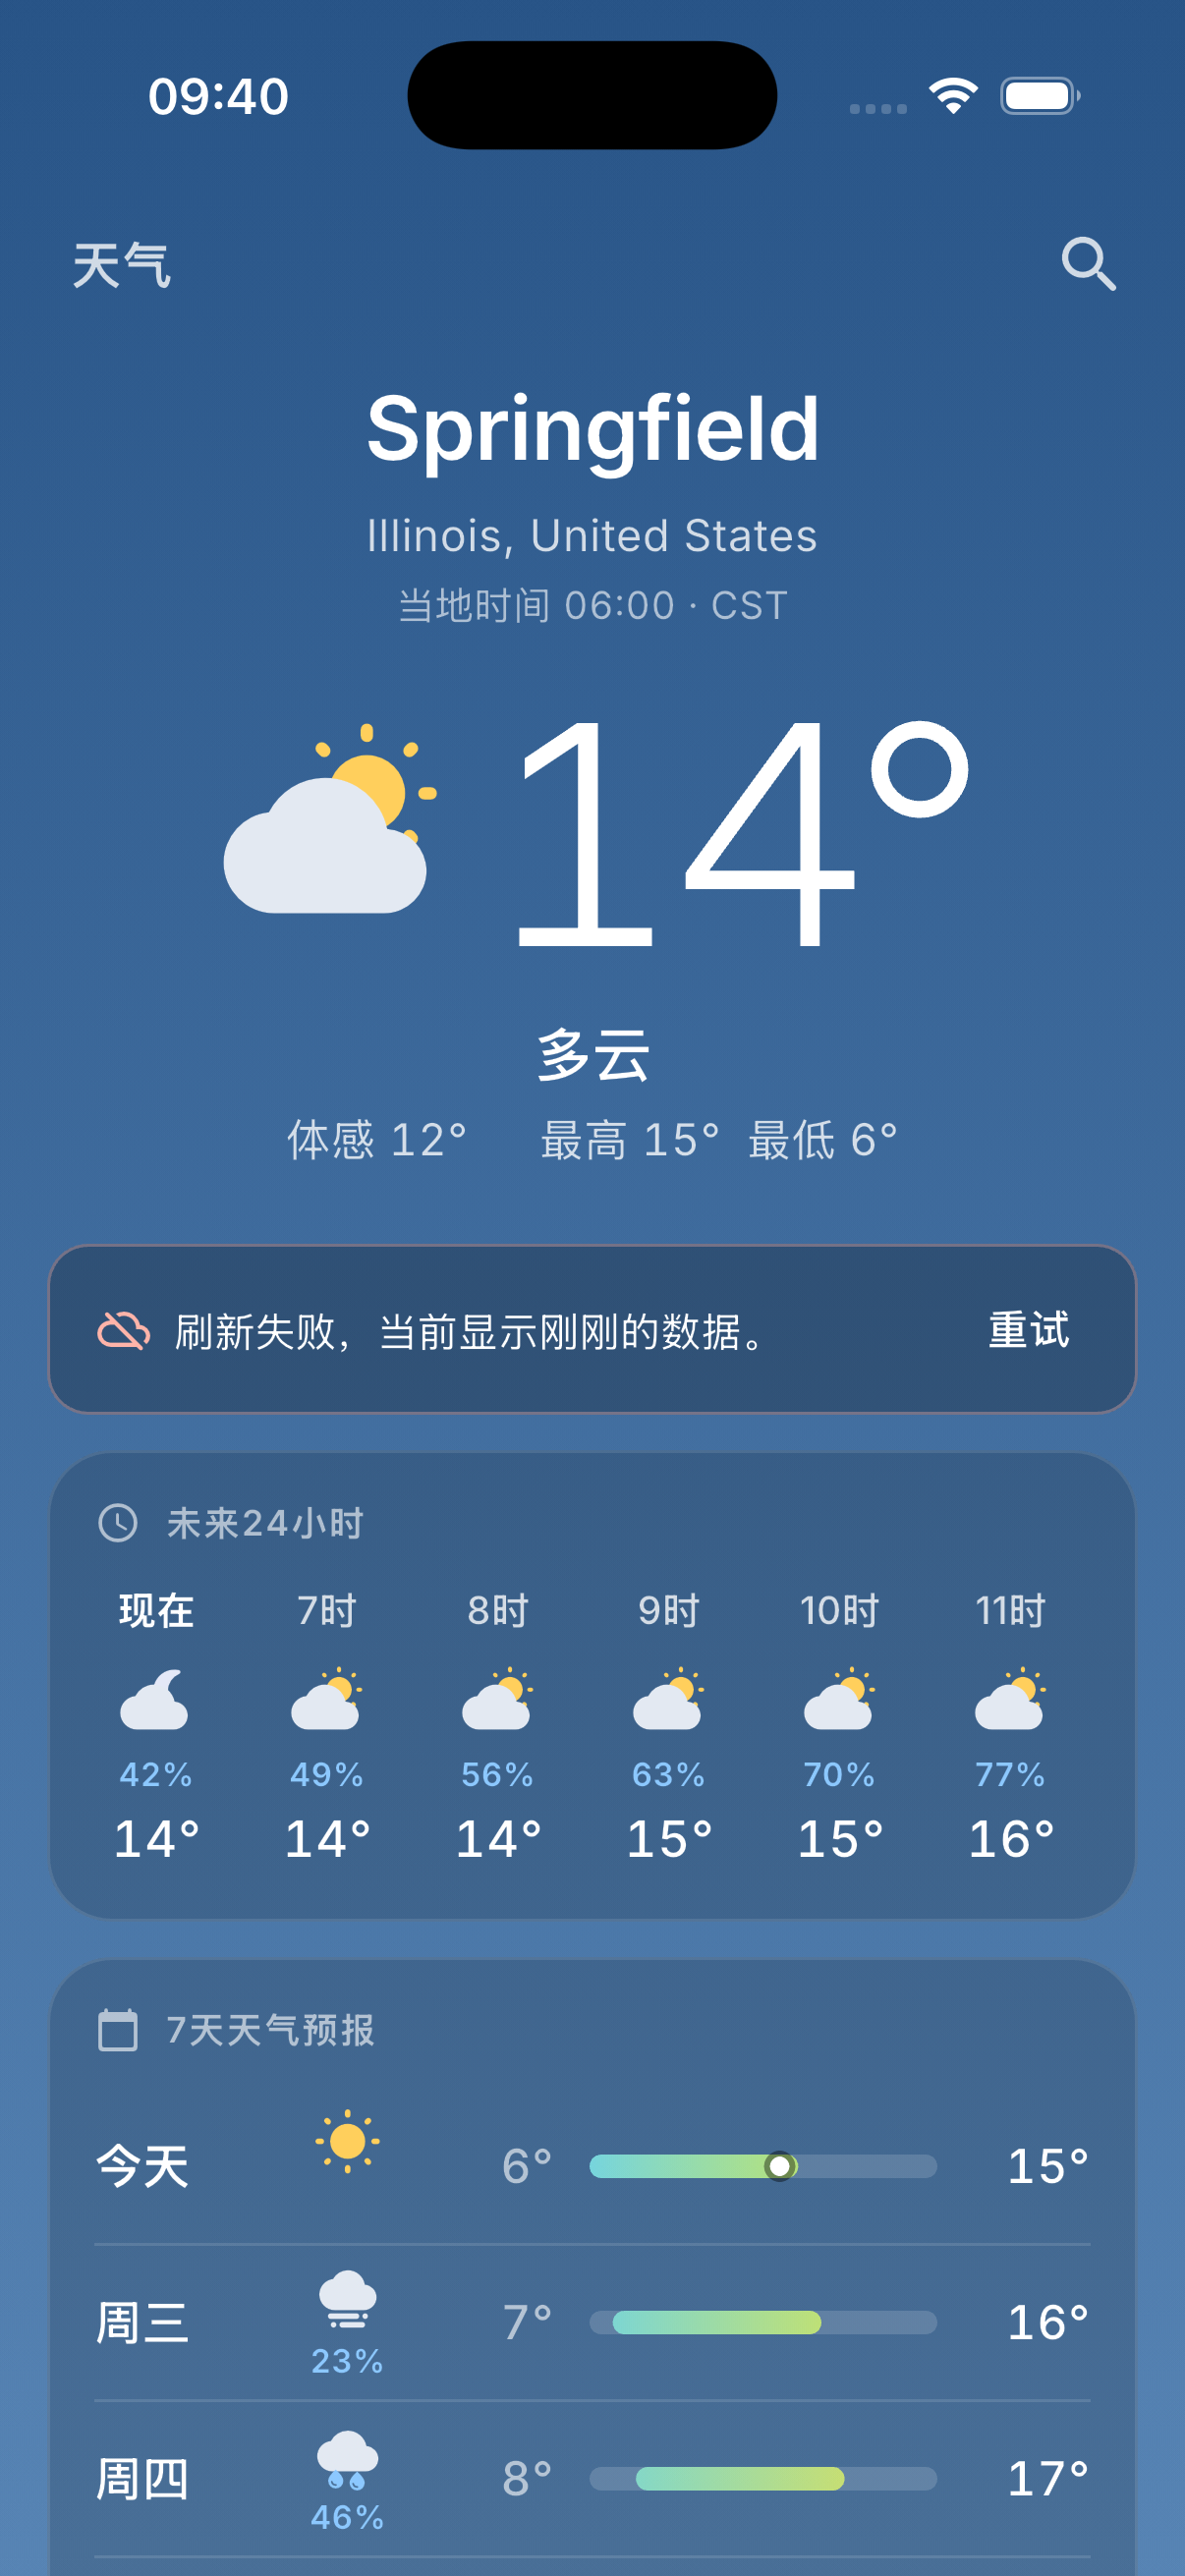 09:40
天气
Springfield
Illinois, United States
当地时间 06:00 · CST
14°
多云
体感 12° 最高 15° 最低 6°
刷新失败，当前显示刚刚的数据。 重试
未来24小时
现在 7时 8时 9时 10时 11时
42% 49% 56% 63% 70% 77%
14° 14° 14° 15° 15° 16°
7天天气预报
今天 6° 15°
周三 7° 16°
23%
周四 8° 17°
46%